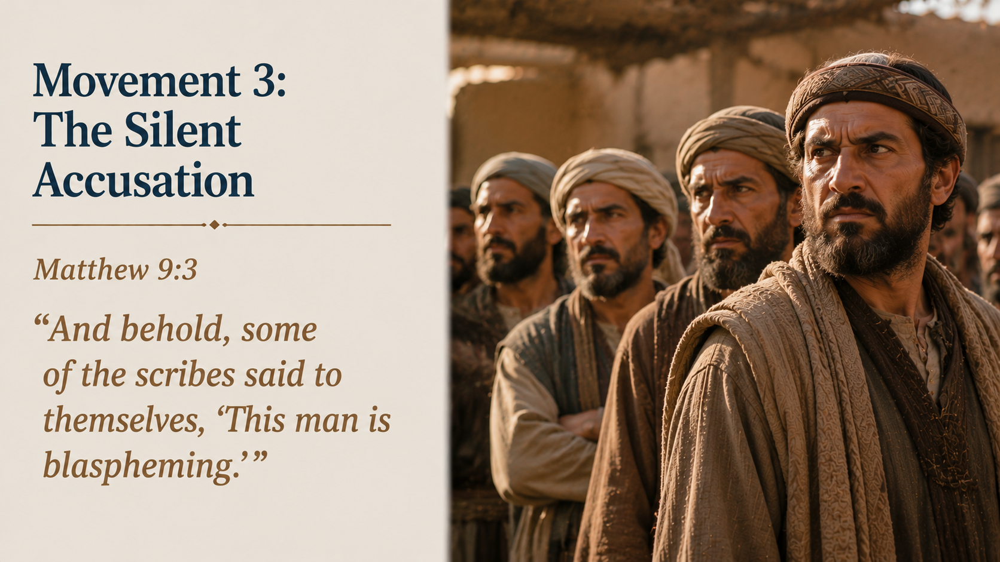 Movement 3:
The Silent
Accusation
Matthew 9:3
“And behold, some
of the scribes said to
themselves, ‘This man is
blaspheming.’”